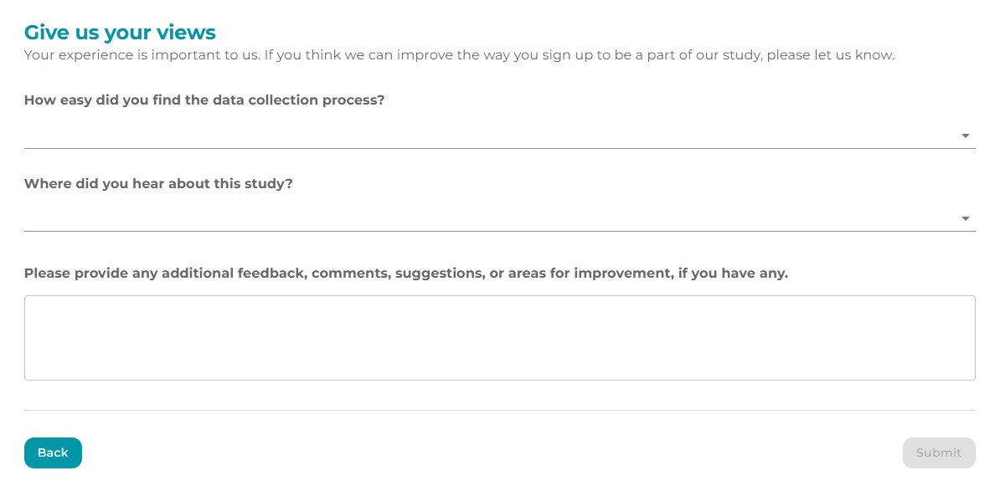 Give us your views
Your experience is important to us. If you think we can improve the way you sign up to be a part of our study, please let us know.
How easy did you find the data collection process?
Where did you hear about this study?
Please provide any additional feedback, comments, suggestions, or areas for improvement, if you have any.
Back
Submit